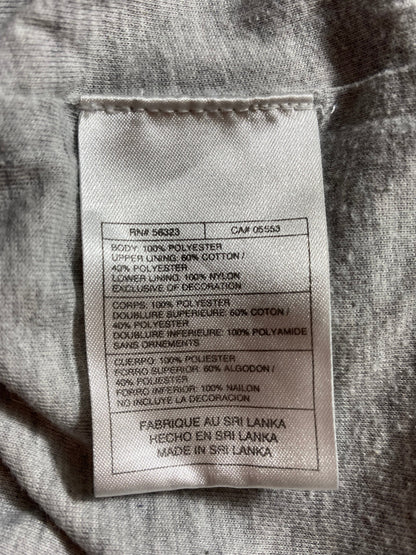 RN# 56323 CA# 05553
BODY: 100% POLYESTER
UPPER LINING: 60% COTTON /
40% POLYESTER
LOWER LINING: 100% NYLON
EXCLUSIVE OF DECORATION
CORPS: 100% POLYESTER
DOUBLURE SUPERIEURE: 60% COTON /
40% POLYESTER
DOUBLURE INFERIEURE: 100% POLYAMIDE
SANS ORNEMENTS
CUERPO: 100% POLIESTER
FORRO SUPERIOR: 60% ALGODON /
40% POLIESTER
FORRO INFERIOR: 100% NAILON
NO INCLUYE LA DECORACION
FABRIQUE AU SRI LANKA
HECHO EN SRI LANKA
MADE IN SRI LANKA